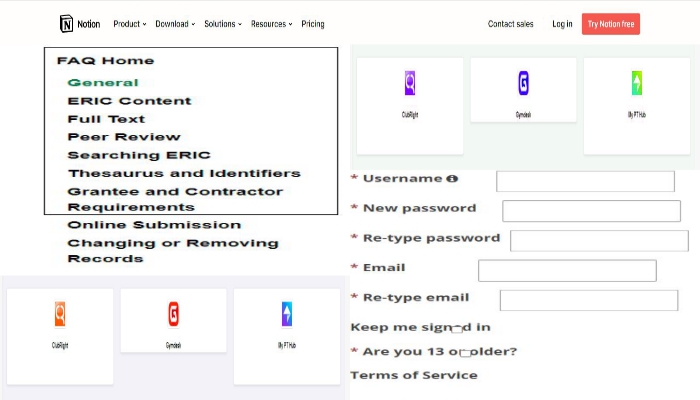 Notion
Product
Download
Solutions
Resources
Pricing
Contact sales
Log in
Try Notion free
FAQ Home
General
ERIC Content
Full Text
Peer Review
Searching ERIC
Thesaurus and Identifiers
Grantee and Contractor
Requirements
Online Submission
Changing or Removing
Records
ClubRight
Gymdesk
My PT Hub
* Username
* New password
* Re-type password
* Email
* Re-type email
Keep me signed in
* Are you 13 or older?
Terms of Service
ClubRight
Gymdesk
My PT Hub